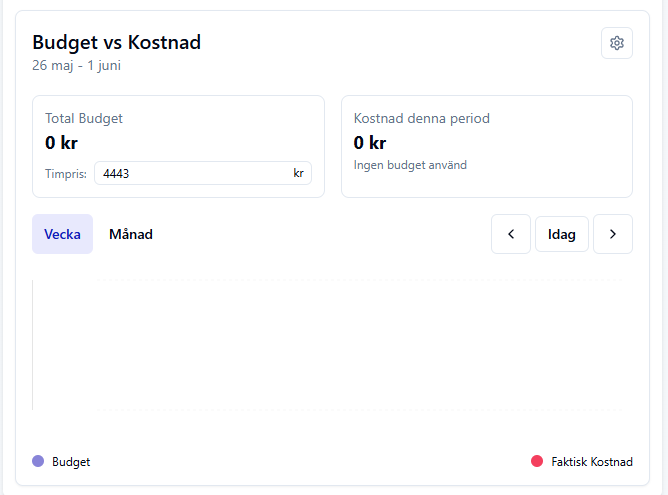 Budget vs Kostnad
26 maj - 1 juni
Total Budget
0 kr
Timpris: 4443 kr
Kostnad denna period
0 kr
Ingen budget använd
Vecka Månad Idag
Budget Faktisk Kostnad